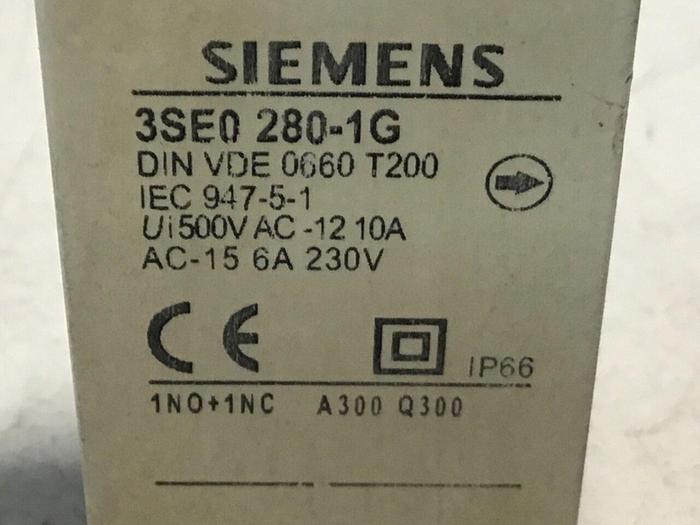 SIEMENS
3SE0 280-1G
DIN VDE 0660 T200
IEC 947-5-1
Ui500V AC-12 10A
AC-15 6A 230V
CE
IP66
1NO+1NC A300 Q300